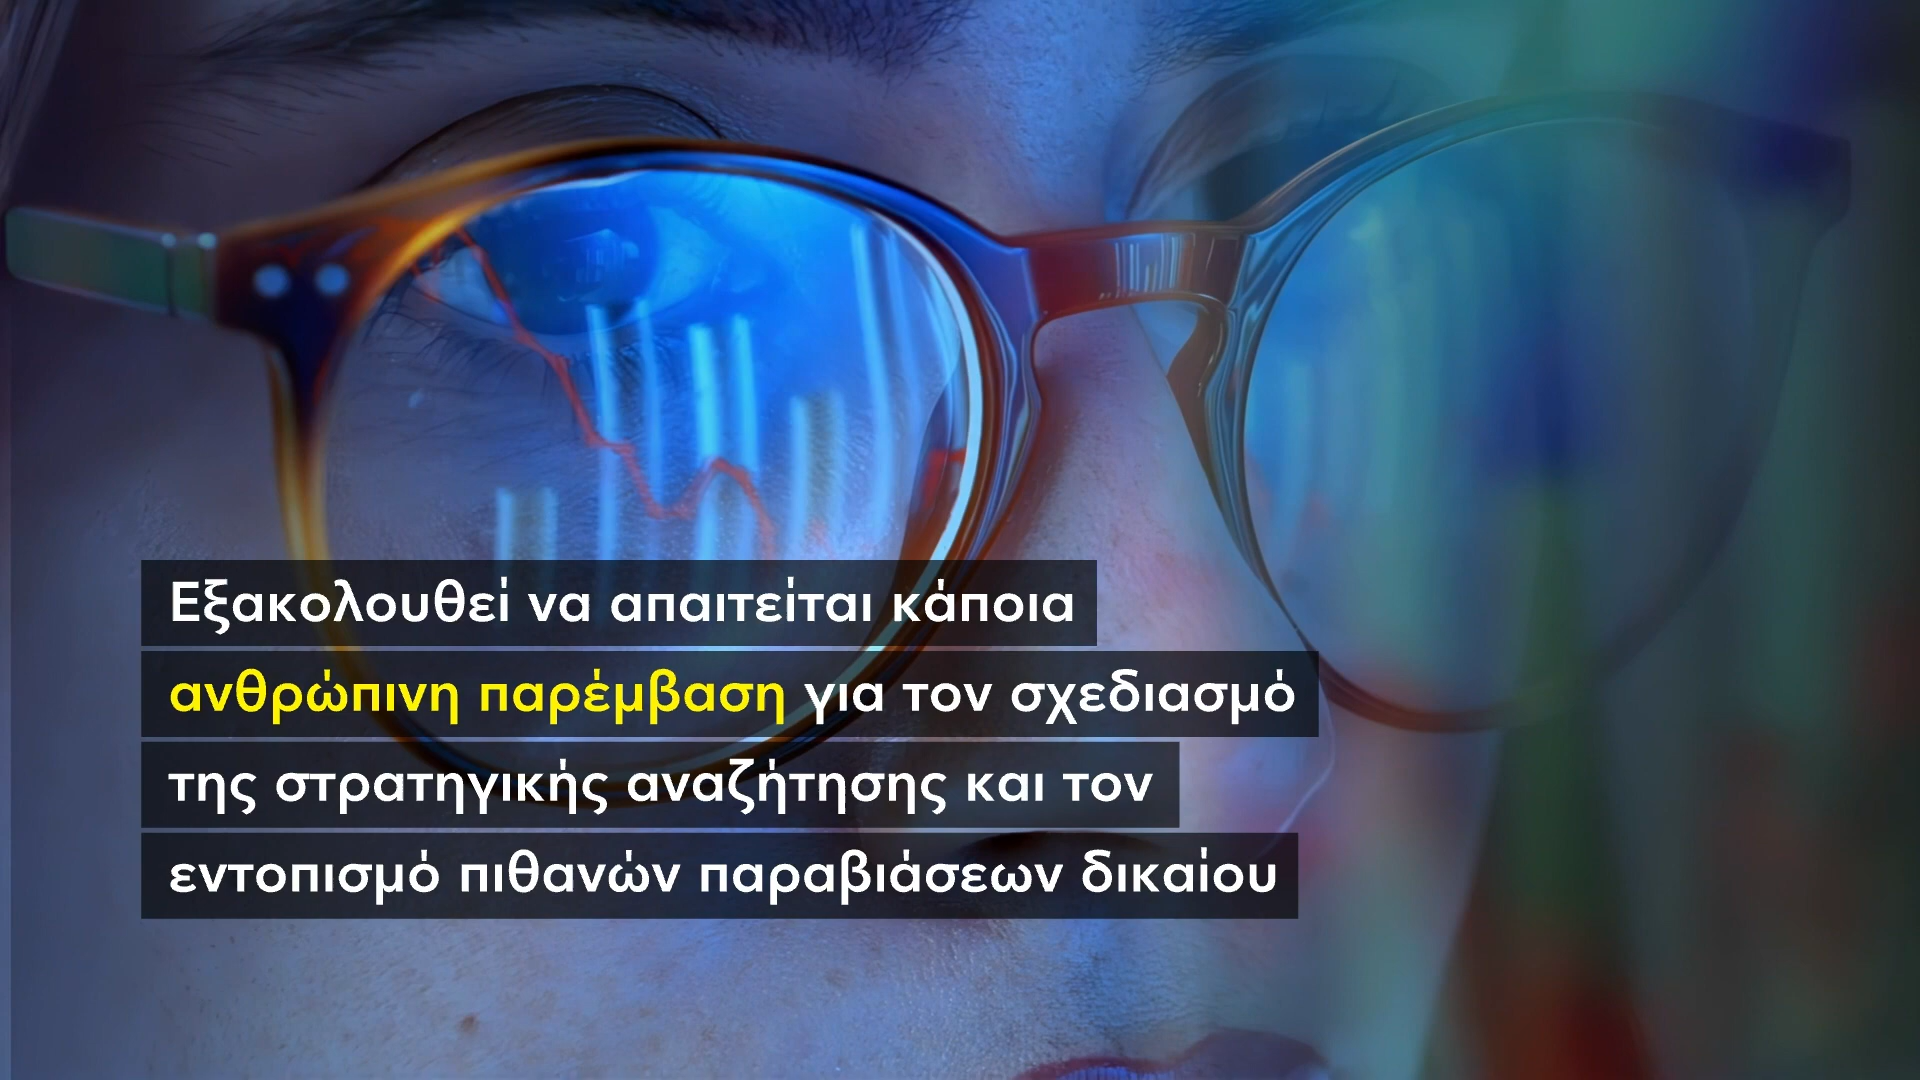 Εξακολουθεί να απαιτείται κάποια
ανθρώπινη παρέμβαση για τον σχεδιασμό
της στρατηγικής αναζήτησης και τον
εντοπισμό πιθανών παραβιάσεων δικαίου